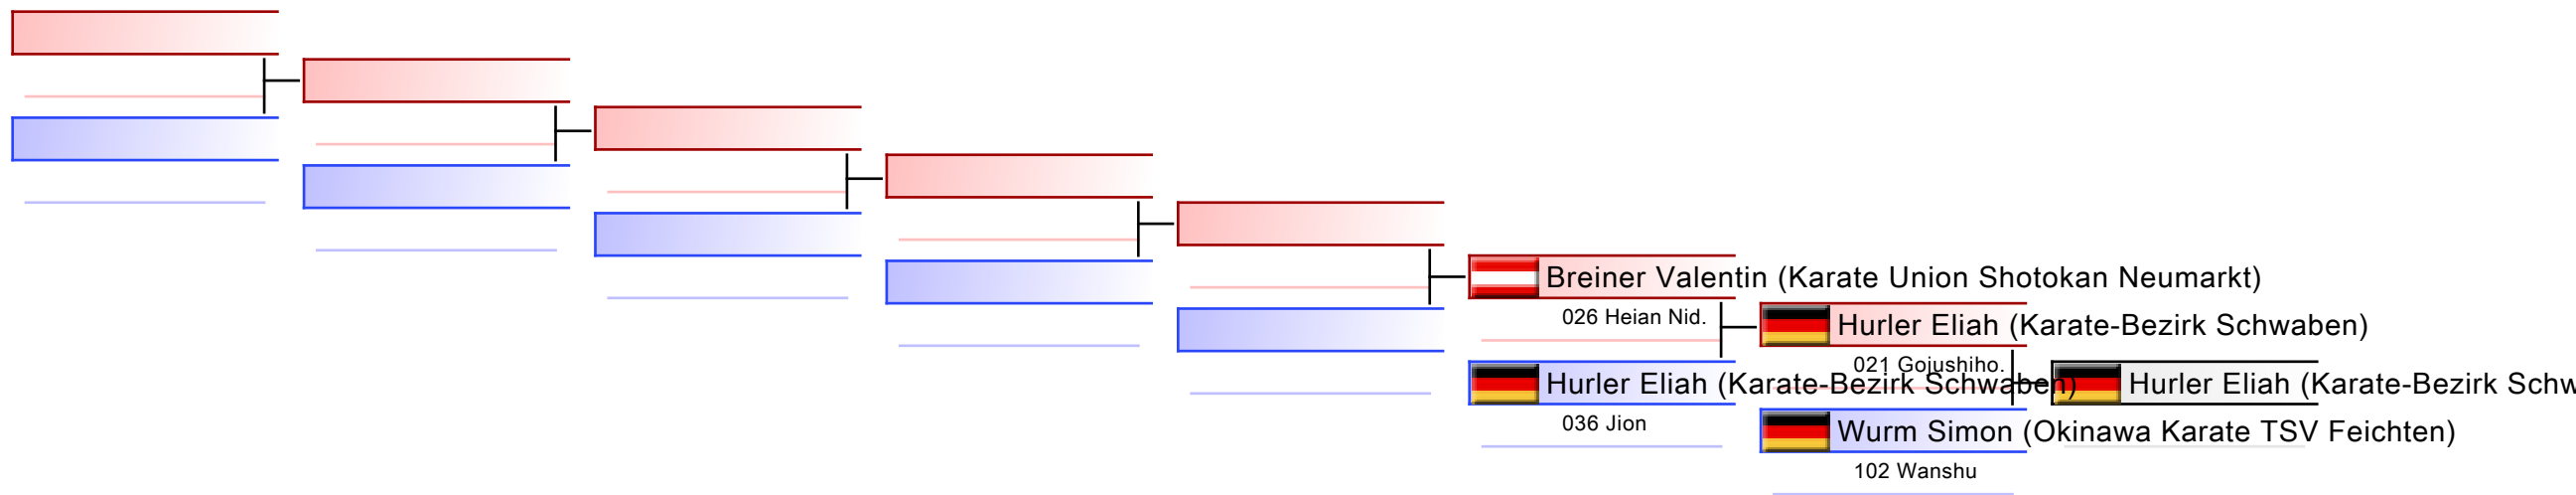 Breiner Valentin (Karate Union Shotokan Neumarkt)
026 Heian Nid.
Hurler Eliah (Karate-Bezirk Schwaben)
036 Jion
Hurler Eliah (Karate-Bezirk Schwaben)
021 Gojushiho.
Wurm Simon (Okinawa Karate TSV Feichten)
102 Wanshu
Hurler Eliah (Karate-Bezirk Schw